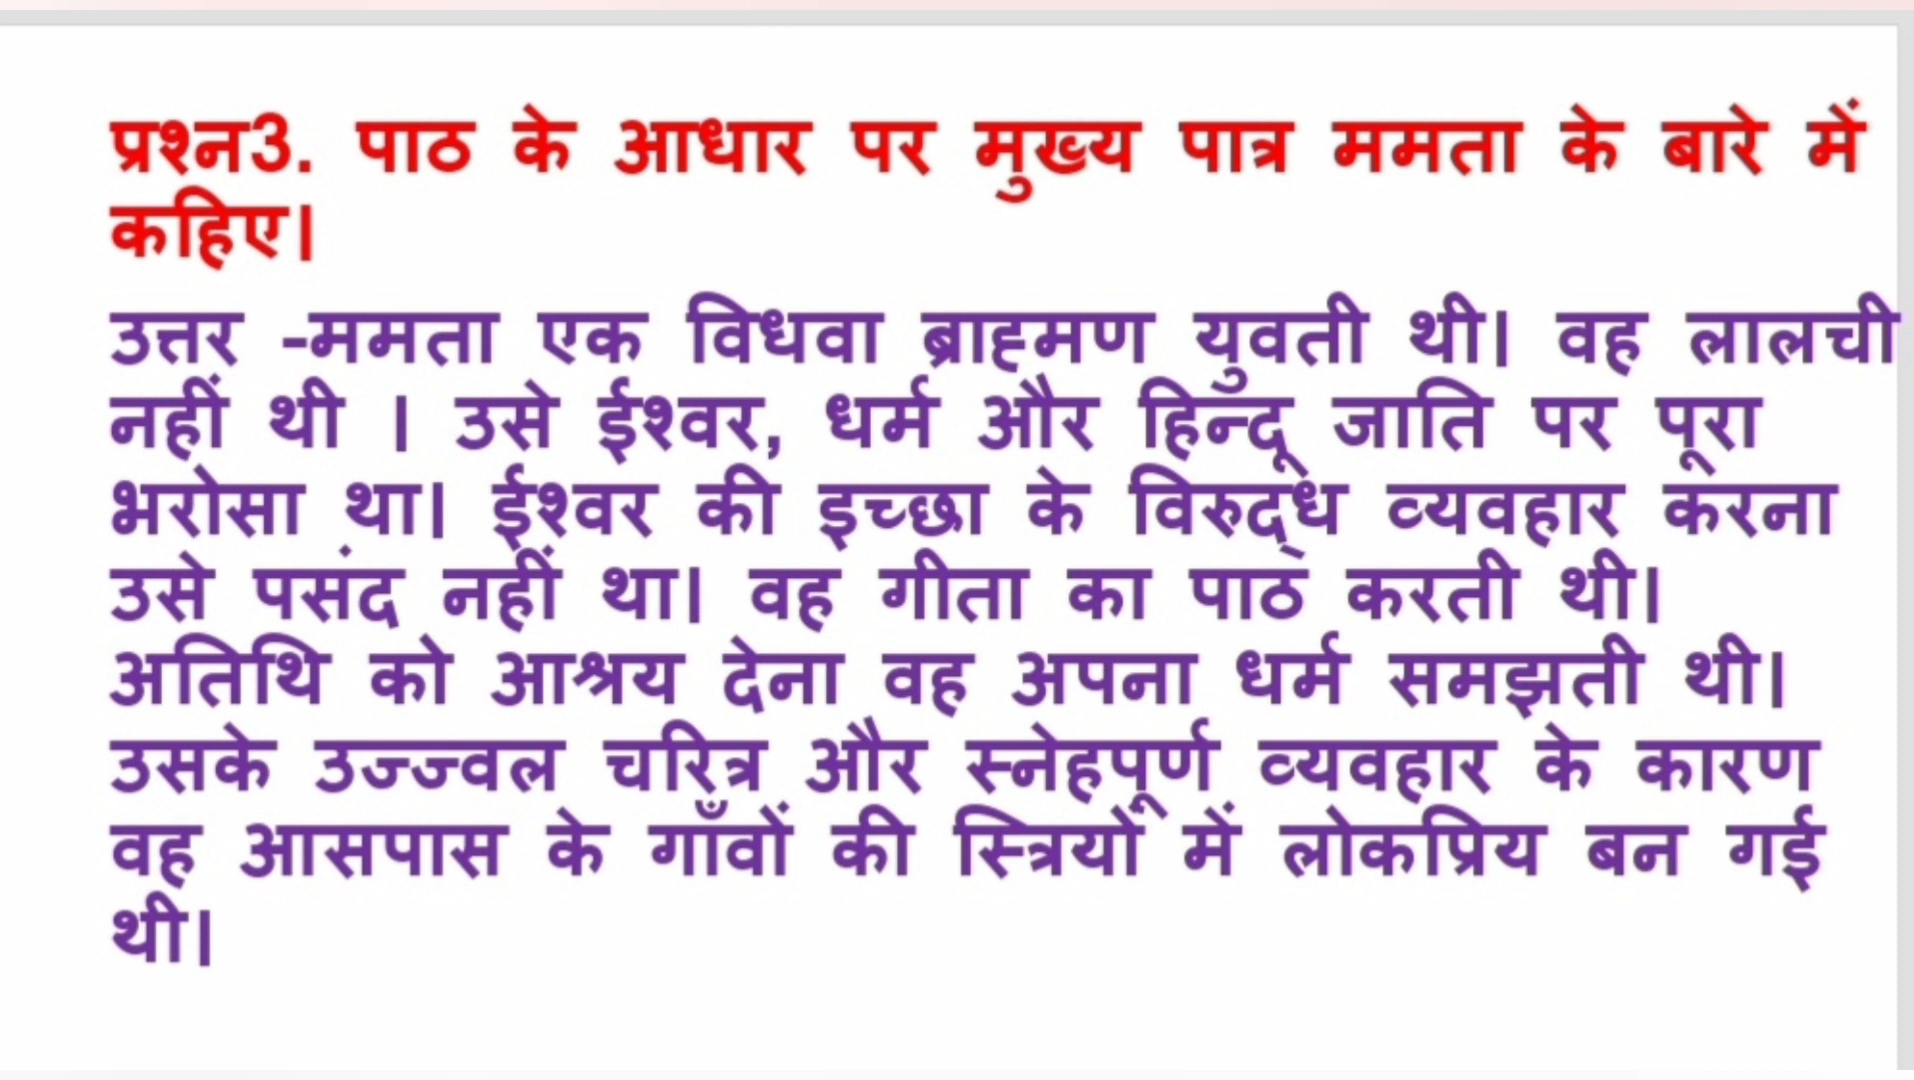 प्रश्न3. पाठ के आधार पर मुख्य पात्र ममता के बारे में
कहिए।
उत्तर -ममता एक विधवा ब्राह्मण युवती थी। वह लालची
नहीं थी । उसे ईश्वर, धर्म और हिन्दू जाति पर पूरा
भरोसा था। ईश्वर की इच्छा के विरुद्ध व्यवहार करना
उसे पसंद नहीं था। वह गीता का पाठ करती थी।
अतिथि को आश्रय देना वह अपना धर्म समझती थी।
उसके उज्ज्वल चरित्र और स्नेहपूर्ण व्यवहार के कारण
वह आसपास के गाँवों की स्त्रियों में लोकप्रिय बन गई
थी।